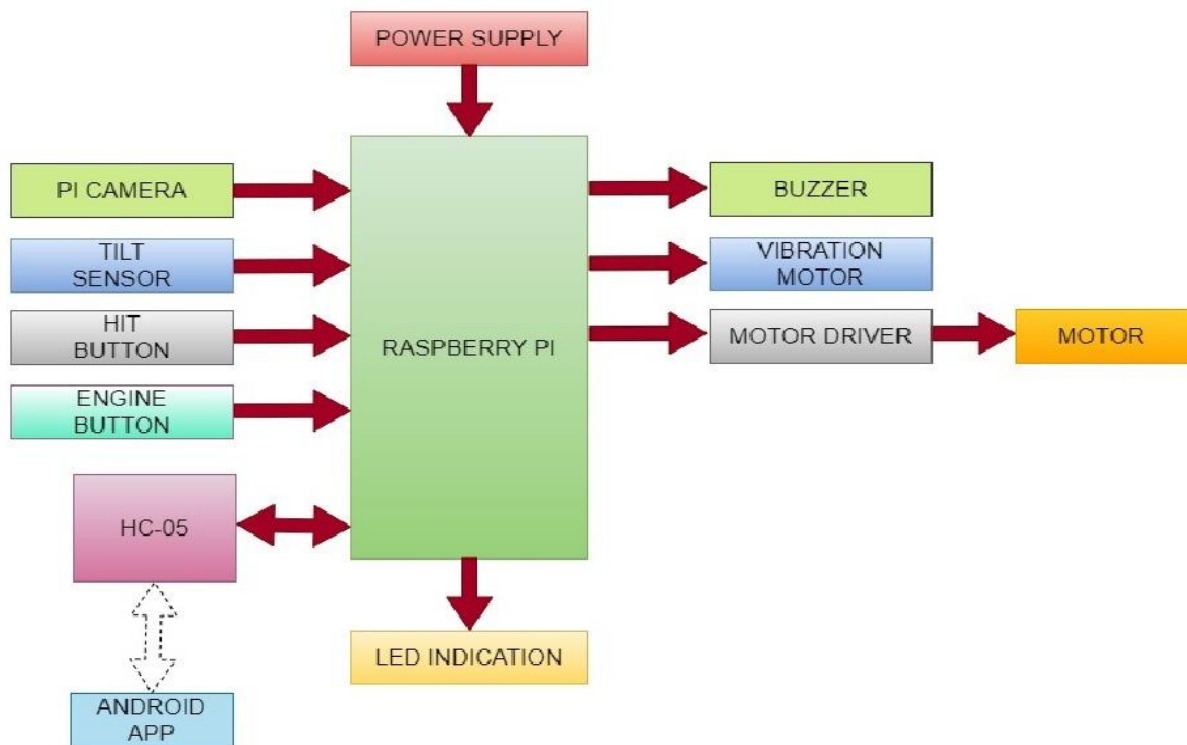 POWER SUPPLY
PI CAMERA
TILT
SENSOR
HIT
BUTTON
ENGINE
BUTTON
HC-05
ANDROID
APP
RASPBERRY PI
LED INDICATION
BUZZER
VIBRATION
MOTOR
MOTOR DRIVER
MOTOR